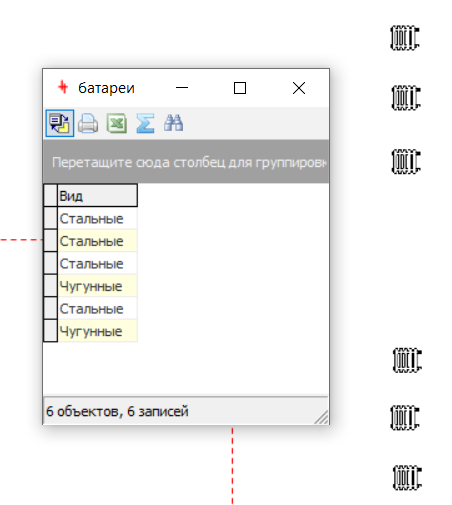 батареи
Перетащите сюда столбец для группировк
Вид
Стальные
Стальные
Стальные
Чугунные
Стальные
Чугунные
6 объектов, 6 записей